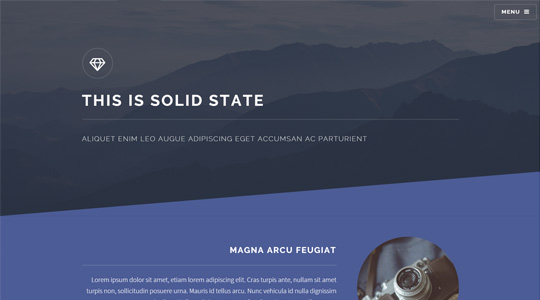 MENU
THIS IS SOLID STATE
ALIQUET ENIM LEO AUGUE ADIPISCING EGET ACCUMSAN AC PARTURIENT
MAGNA ARCU FEUGIAT
Lorem ipsum dolor sit amet, etiam lorem adipiscing elit. Cras turpis ante, nullam sit amet
turpis non, sollicitudin posuere urna. Mauris id tellus arcu. Nunc vehicula id nulla dignissim